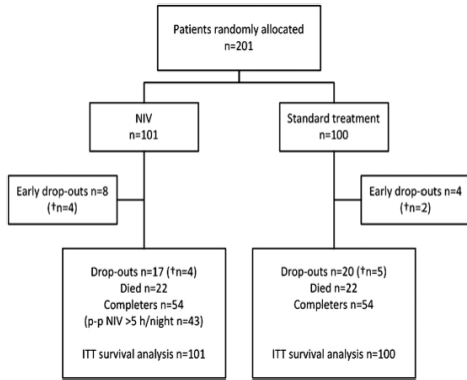 Patients randomly allocated
n=201
NIV
n=101
Standard treatment
n=100
Early drop-outs n=8
(†n=4)
Early drop-outs n=4
(†n=2)
Drop-outs n=17 (†n=4)
Died n=22
Completers n=54
(p-p NIV >5 h/night n=43)
ITT survival analysis n=101
Drop-outs n=20 (†n=5)
Died n=22
Completers n=54
ITT survival analysis n=100